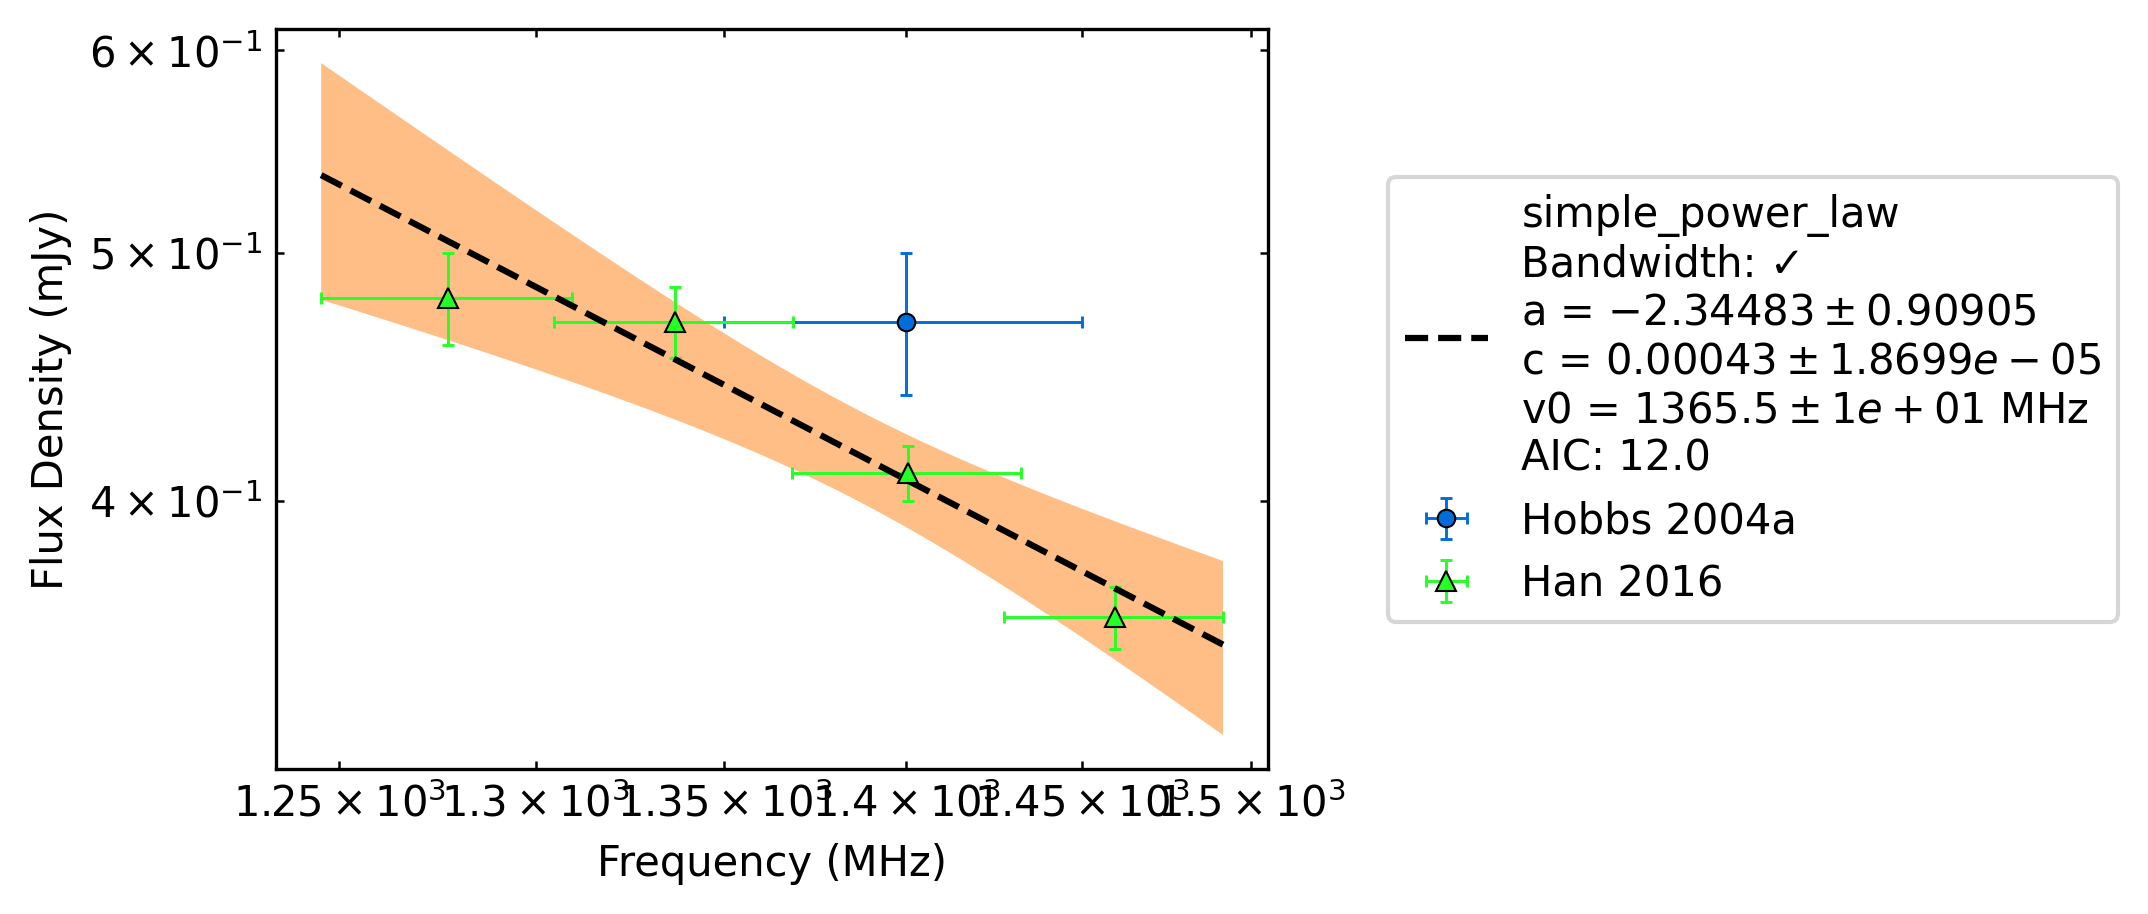 6 × 10⁻¹
5 × 10⁻¹
4 × 10⁻¹
Flux Density (mJy)
1.25 × 10³ 1.3 × 10³ 1.35 × 10³ 1.4 × 10³ 1.45 × 10³ 1.5 × 10³
Frequency (MHz)
simple_power_law
Bandwidth: ✓
a = −2.34483 ± 0.90905
c = 0.00043 ± 1.8699e − 05
v0 = 1365.5 ± 1e + 01 MHz
AIC: 12.0
Hobbs 2004a
Han 2016